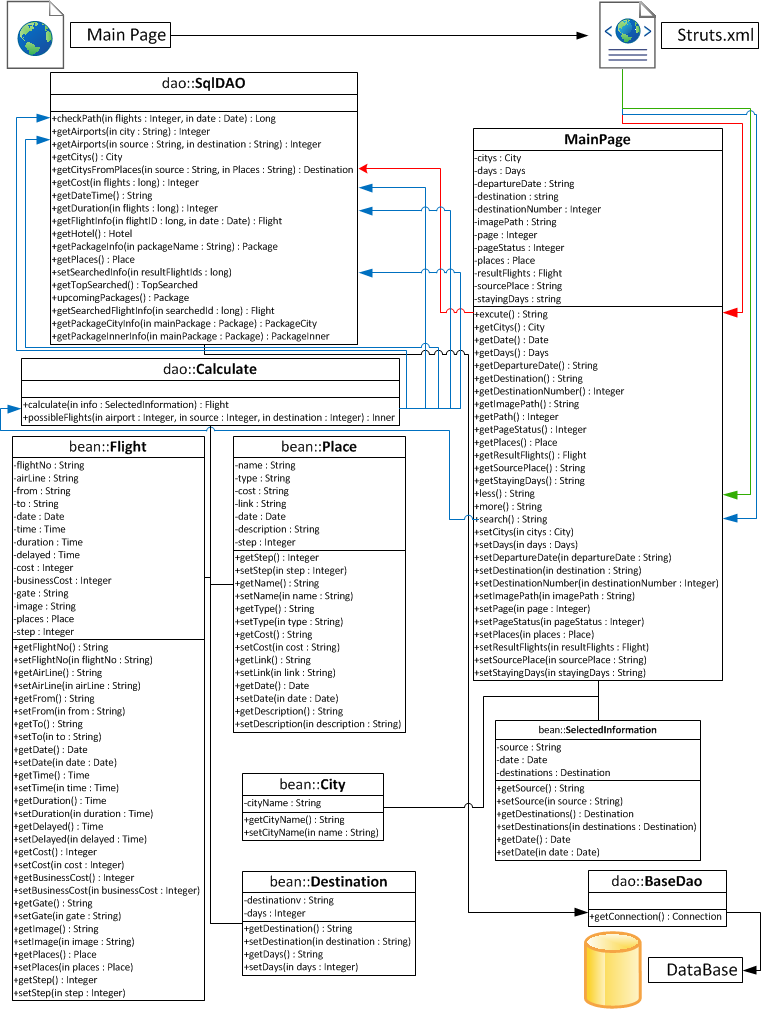 Main Page
Struts.xml
dao::SqlDAO
+checkPath(in flights : Integer, in date : Date) : Long
+getAirports(in city : String) : Integer
+getAirports(in source : String, in destination : String) : Integer
+getCitys() : City
+getCitysFromPlaces(in source : String, in Places : String) : Destination
+getCost(in flights : long) : Integer
+getDateTime() : String
+getDuration(in flights : long) : Integer
+getFlightInfo(in flightID : long, in date : Date) : Flight
+getHotel() : Hotel
+getPackageInfo(in packageName : String) : Package
+getPlaces() : Place
+setSearchedInfo(in resultFlightIds : long)
+getTopSearched() : TopSearched
+upcomingPackages() : Package
+getSearchedFlightInfo(in searchedId : long) : Flight
+getPackageCityInfo(in mainPackage : Package) : PackageCity
+getPackageInnerInfo(in mainPackage : Package) : PackageInner
MainPage
-citys : City
-days : Days
-departureDate : String
-destination : string
-destinationNumber : Integer
-imagePath : String
-page : Integer
-pageStatus : Integer
-places : Place
-resultFlights : Flight
-sourcePlace : String
-stayingDays : string
+excute() : String
+getCitys() : City
+getDate() : Date
+getDays() : Days
+getDepartureDate() : String
+getDestination() : String
+getDestinationNumber() : Integer
+getImagePath() : String
+getPath() : Integer
+getPageStatus() : Integer
+getPlaces() : Place
+getResultFlights() : Flight
+getSourcePlace() : String
+getStayingDays() : String
+less() : String
+more() : String
+search() : String
+setCitys(in citys : City)
+setDays(in days : Days)
+setDepartureDate(in departureDate : String)
+setDestination(in destination : String)
+setDestinationNumber(in destinationNumber : Integer)
+setImagePath(in imagePath : String)
+setPage(in page : Integer)
+setPageStatus(in pageStatus : Integer)
+setPlaces(in places : Place)
+setResultFlights(in resultFlights : Flight)
+setSourcePlace(in sourcePlace : String)
+setStayingDays(in stayingDays : String)
dao::Calculate
+calculate(in info : SelectedInformation) : Flight
+possibleFlights(in airport : Integer, in source : Integer, in destination : Integer) : Inner
bean::Flight
-flightNo : String
-airLine : String
-from : String
-to : String
-date : Date
-time : Time
-duration : Time
-delayed : Time
-cost : Integer
-businessCost : Integer
-gate : String
-image : String
-places : Place
-step : Integer
+getFlightNo() : String
+setFlightNo(in flightNo : String)
+getAirLine() : String
+setAirLine(in airLine : String)
+getFrom() : String
+setFrom(in from : String)
+getTo() : String
+setTo(in to : String)
+getDate() : Date
+setDate(in date : Date)
+getTime() : Time
+setTime(in time : Time)
+getDuration() : Time
+setDuration(in duration : Time)
+getDelayed() : Time
+setDelayed(in delayed : Time)
+getCost() : Integer
+setCost(in cost : Integer)
+getBusinessCost() : Integer
+setBusinessCost(in businessCost : Integer)
+getGate() : String
+setGate(in gate : String)
+getImage() : String
+setImage(in image : String)
+getPlaces() : Place
+setPlaces(in places : Place)
+getStep() : Integer
+setStep(in step : Integer)
bean::Place
-name : String
-type : String
-cost : String
-link : String
-date : Date
-description : String
-step : Integer
+getStep() : Integer
+setStep(in step : Integer)
+getName() : String
+setName(in name : String)
+getType() : String
+setType(in type : String)
+getCost() : String
+setCost(in cost : String)
+getLink() : String
+setLink(in link : String)
+getDate() : Date
+setDate(in date : Date)
+getDescription() : String
+setDescription(in description : String)
bean::SelectedInformation
-source : String
-date : Date
-destinations : Destination
+getSource() : String
+setSource(in source : String)
+getDestinations() : Destination
+setDestinations(in destinations : Destination)
+getDate() : Date
+setDate(in date : Date)
bean::City
-cityName : String
+getCityName() : String
+setCityName(in name : String)
bean::Destination
-destinationv : String
-days : Integer
+getDestination() : String
+setDestination(in destination : String)
+getDays() : String
+setDays(in days : Integer)
dao::BaseDao
+getConnection() : Connection
DataBase